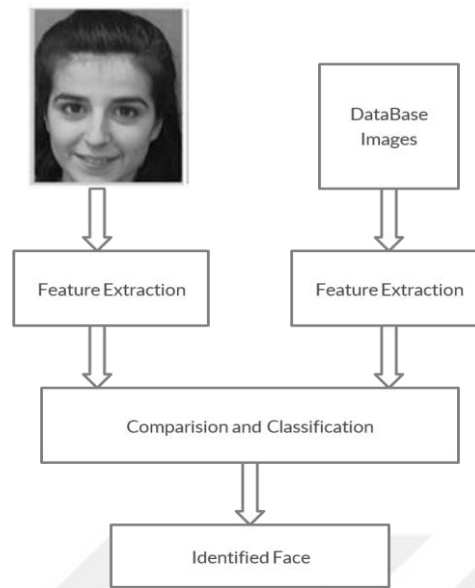 DataBase
Images
Feature Extraction
Feature Extraction
Comparision and Classification
Identified Face